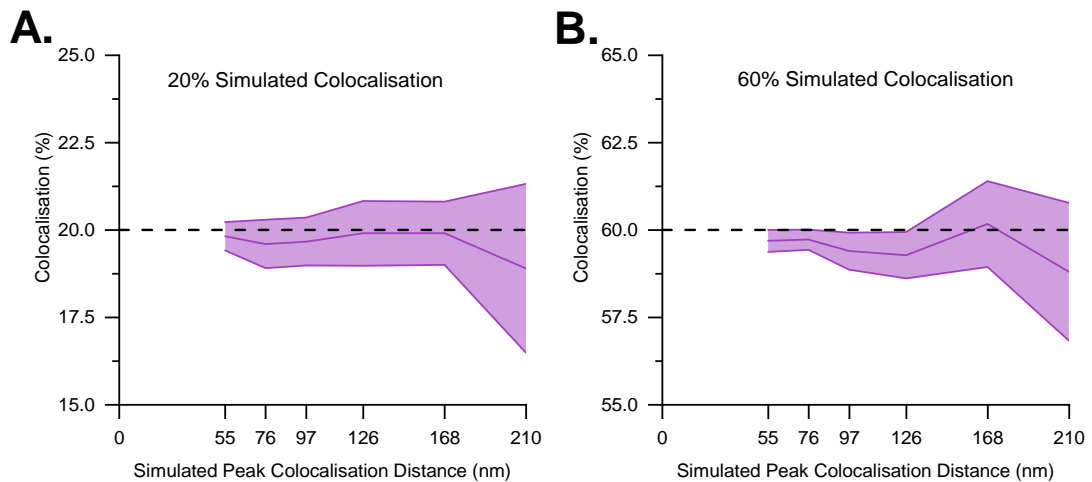 A.
20% Simulated Colocalisation
Colocalisation (%)
25.0
22.5
20.0
17.5
15.0
0 55 76 97 126 168 210
Simulated Peak Colocalisation Distance (nm)
B.
60% Simulated Colocalisation
Colocalisation (%)
65.0
62.5
60.0
57.5
55.0
0 55 76 97 126 168 210
Simulated Peak Colocalisation Distance (nm)